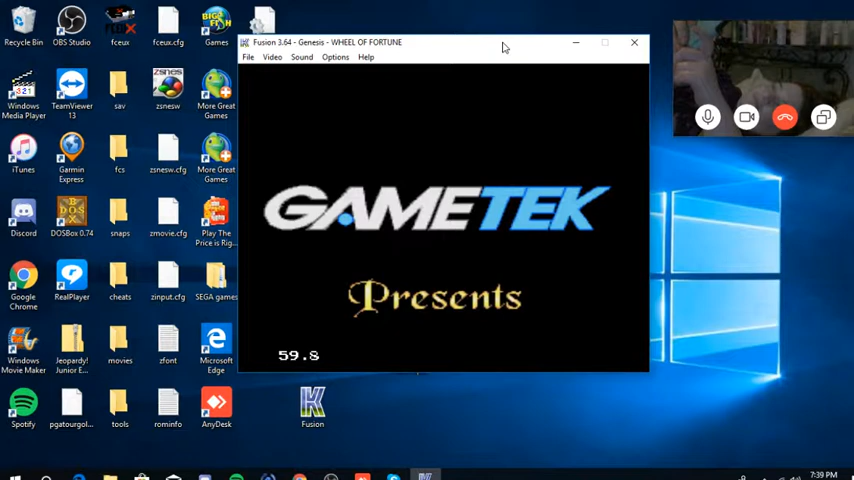 Recycle Bin
OBS Studio
fceux
fceux.cfg
Games
Fusion 3.64 - Genesis - WHEEL OF FORTUNE
File Video Sound Options Help
Windows Media Player
TeamViewer 13
sav
zsnesw
More Great Games
iTunes
Garmin Express
fcs
zsnesw.cfg
More Great Games
GAMETEK
Discord
DOSBox 0.74
snaps
zmovie.cfg
Play The Price is Rig...
Presents
Google Chrome
RealPlayer
cheats
zinput.cfg
SEGA games
Windows Movie Maker
Jeopardy! Junior E...
movies
zfont
Microsoft Edge
59.8
Spotify
pgatourgol...
tools
rominfo
AnyDesk
Fusion
7:39 PM